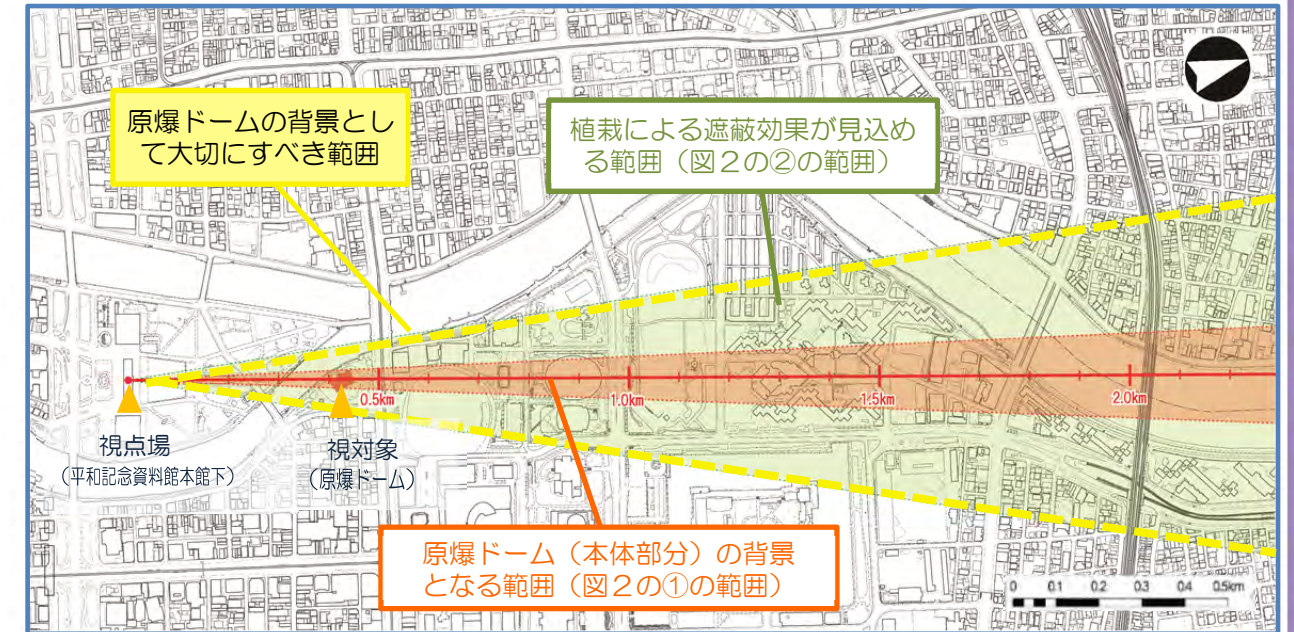 原爆ドームの背景とし
て大切にすべき範囲
植栽による遮蔽効果が見込め
る範囲（図２の②の範囲）
0.5km
1.0km
1.5km
2.0km
視点場
（平和記念資料館本館下）
視対象
（原爆ドーム）
原爆ドーム（本体部分）の背景
となる範囲（図２の①の範囲）
0 0.1 0.2 0.3 0.4 0.5km